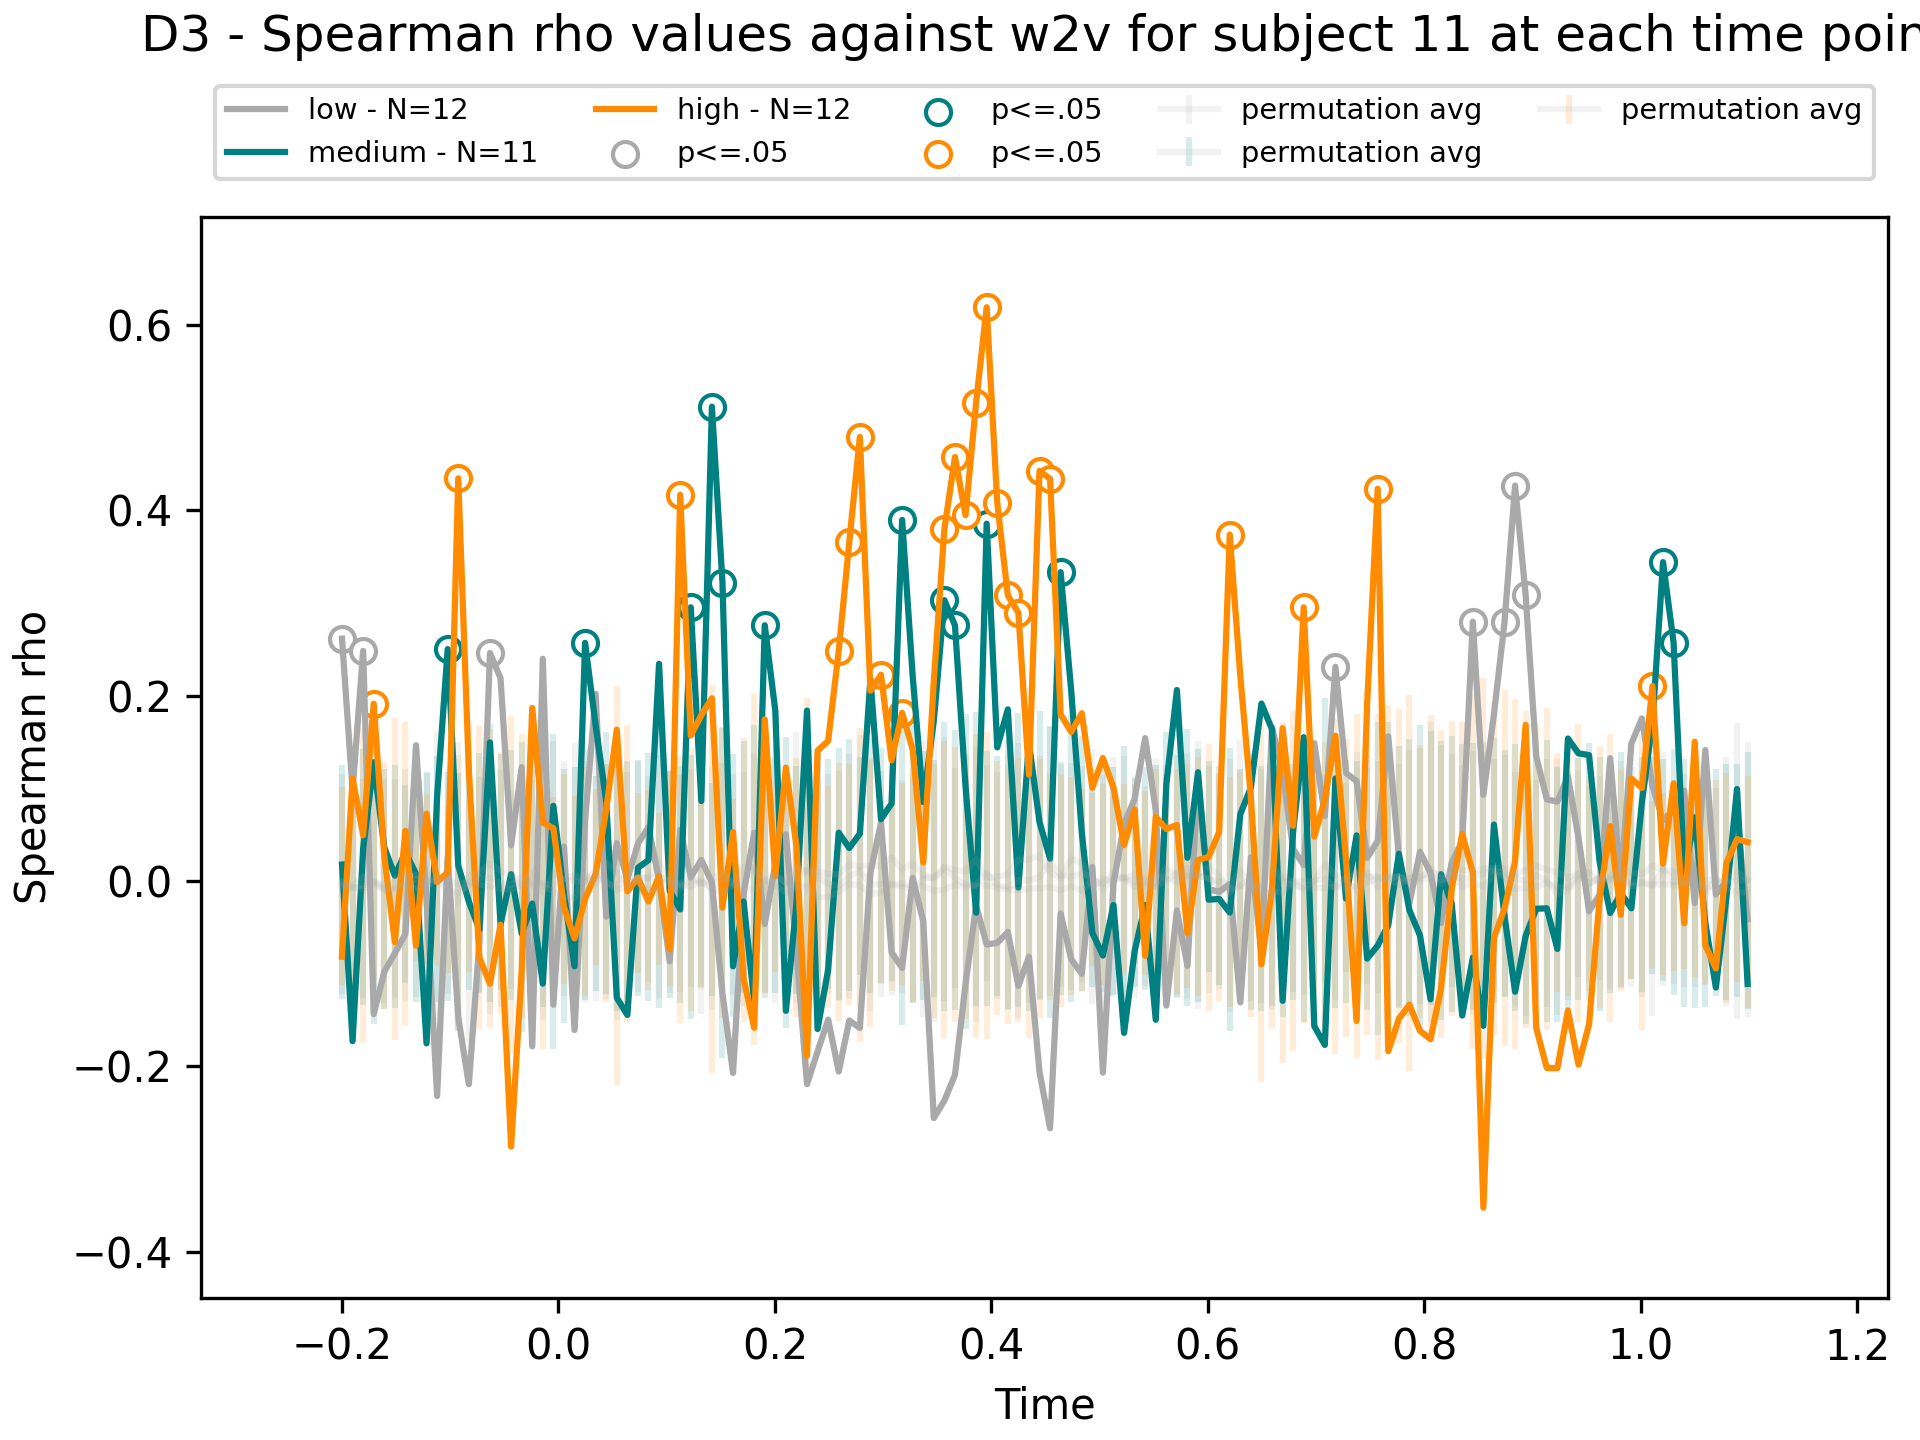 D3 - Spearman rho values against w2v for subject 11 at each time poin
low - N=12 high - N=12 p<=.05 permutation avg permutation avg
medium - N=11 p<=.05 p<=.05 permutation avg
Spearman rho
0.6
0.4
0.2
0.0
−0.2
−0.4
−0.2 0.0 0.2 0.4 0.6 0.8 1.0 1.2
Time